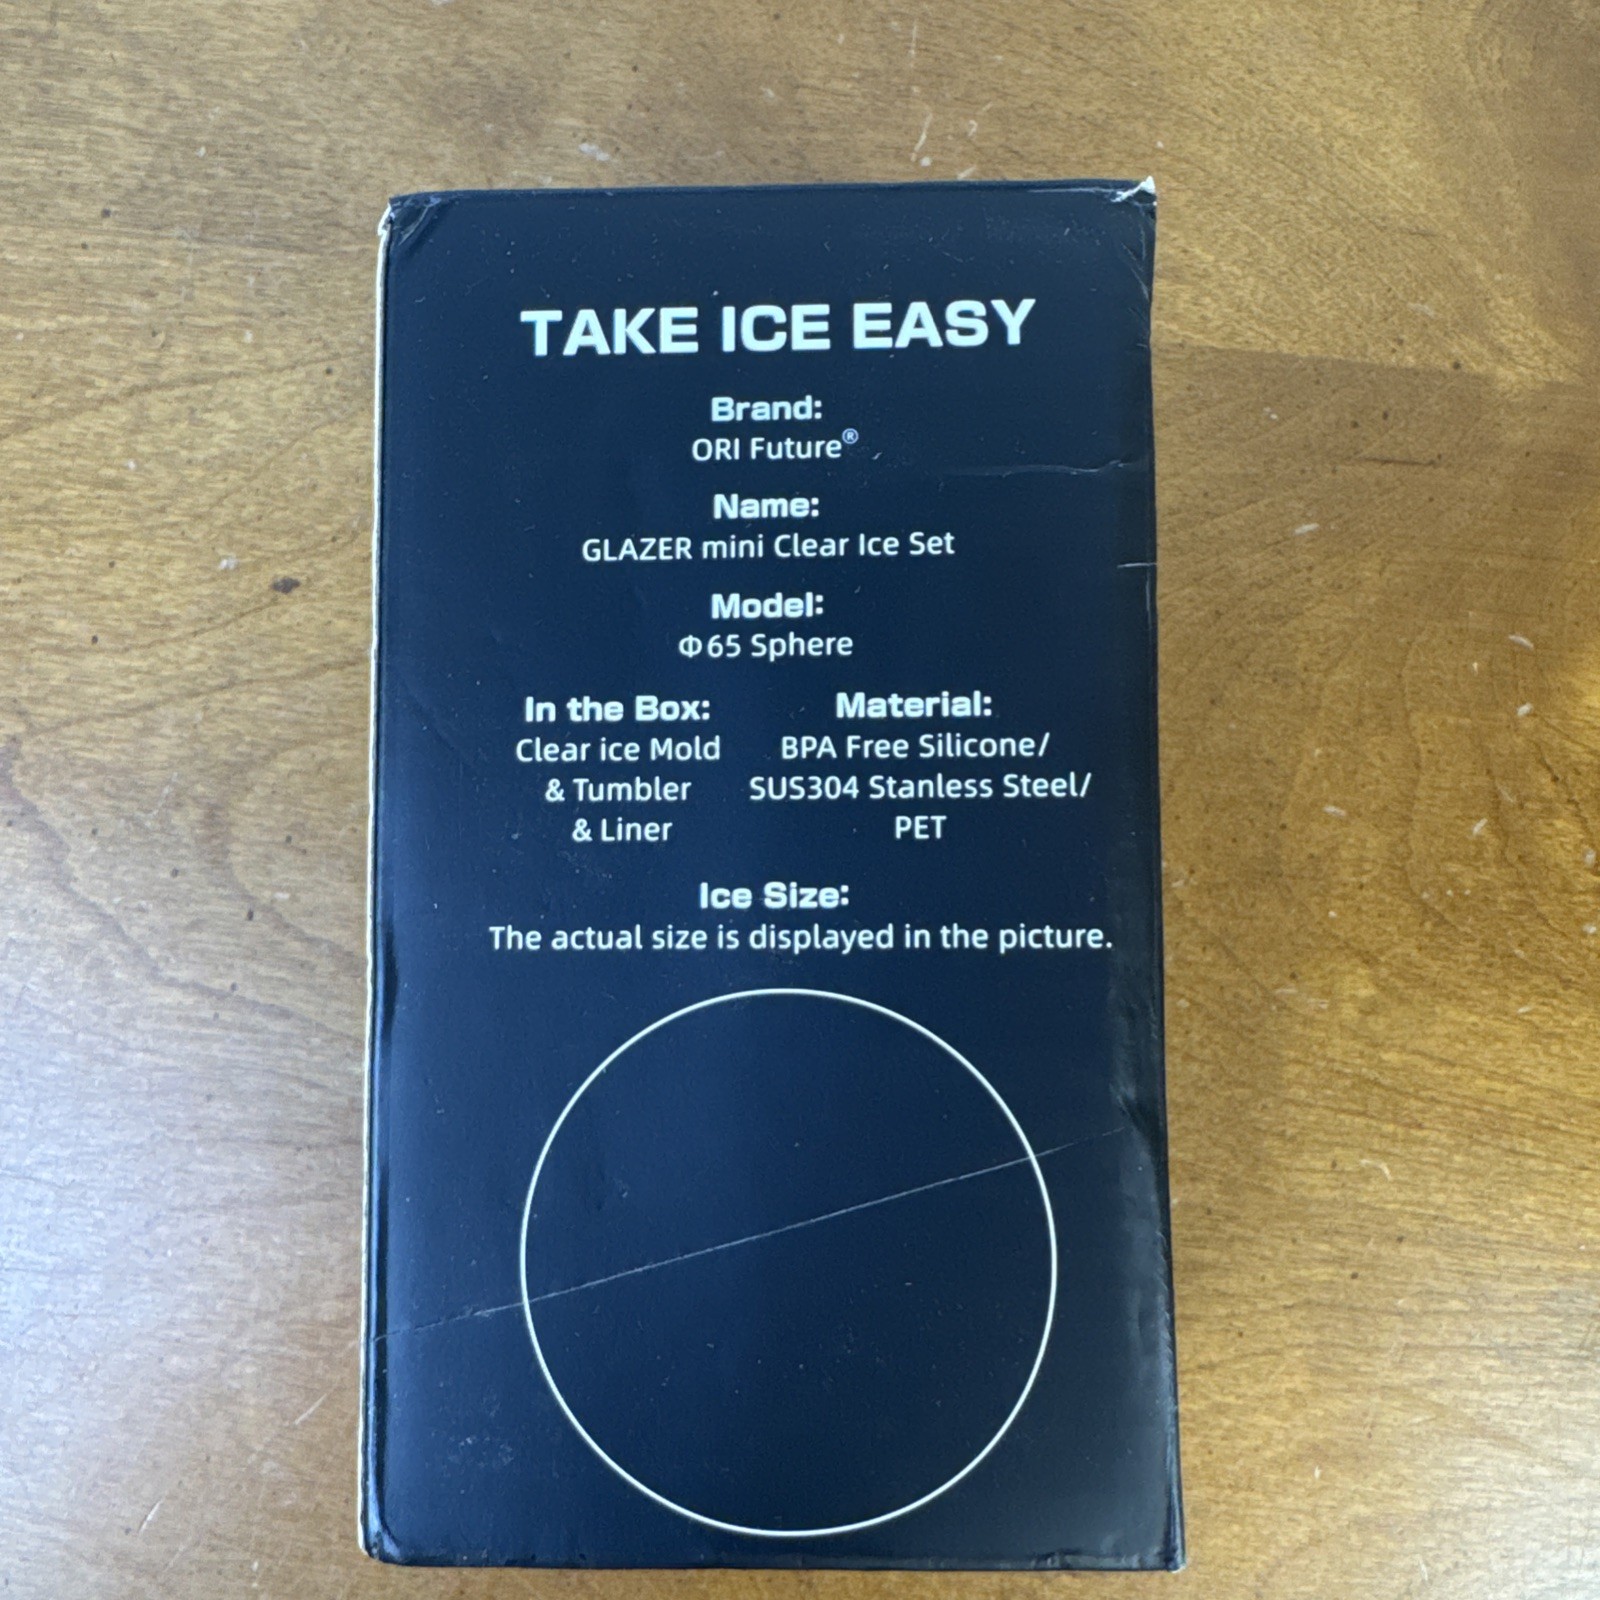 TAKE ICE EASY
Brand:
ORI Future®
Name:
GLAZER mini Clear Ice Set
Model:
Φ65 Sphere
In the Box:
Clear ice Mold
& Tumbler
& Liner
Material:
BPA Free Silicone/
SUS304 Stanless Steel/
PET
Ice Size:
The actual size is displayed in the picture.